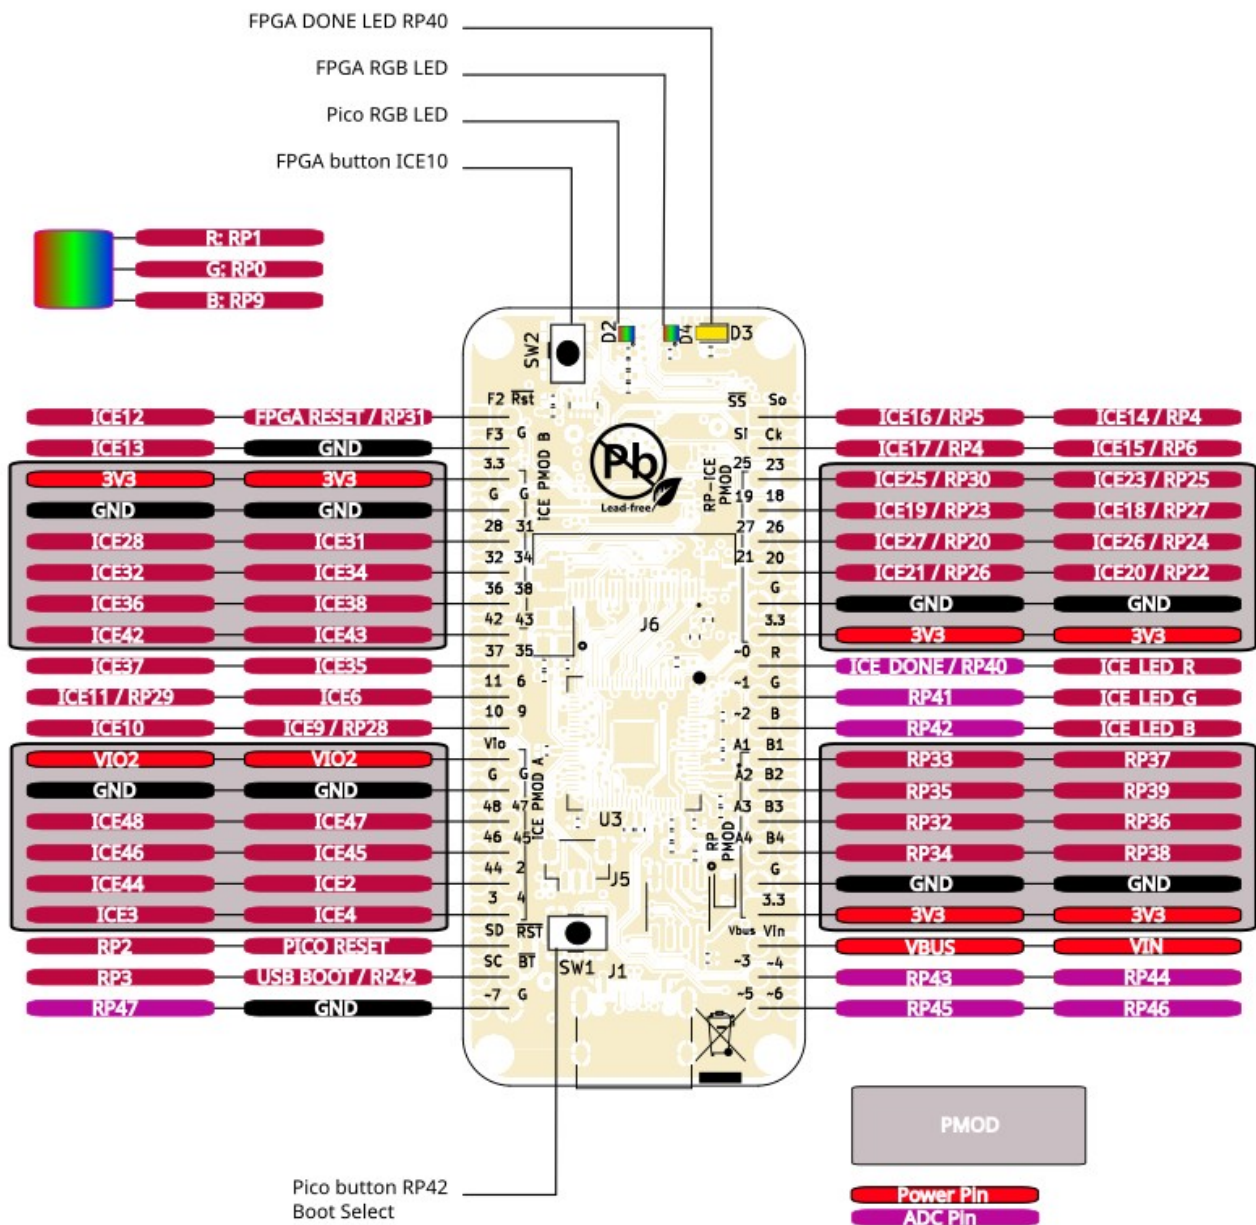 FPGA DONE LED RP40
FPGA RGB LED
Pico RGB LED
FPGA button ICE10
R: RP1
G: RP0
B: RP9
SW2
D2
D4
D3
ICE12 FPGA RESET / RP31 F2 Rst SS So ICE16 / RP5 ICE14 / RP4
ICE13 GND F3 G SI Ck ICE17 / RP4 ICE15 / RP6
3V3 3V3 3.3 25 23 ICE25 / RP30 ICE23 / RP25
GND GND G G 19 18 ICE19 / RP23 ICE18 / RP27
ICE28 ICE31 28 31 27 26 ICE27 / RP20 ICE26 / RP24
ICE32 ICE34 32 34 21 20 ICE21 / RP26 ICE20 / RP22
ICE36 ICE38 36 38 G GND GND
ICE42 ICE43 42 43 3.3 3V3 3V3
ICE37 ICE35 37 35 ~0 R ICE_DONE / RP40 ICE_LED_R
ICE11 / RP29 ICE6 11 6 ~1 G RP41 ICE_LED_G
ICE10 ICE9 / RP28 10 9 ~2 B RP42 ICE_LED_B
VIO2 VIO2 Vio A1 B1 RP33 RP37
GND GND G G A2 B2 RP35 RP39
ICE48 ICE47 48 47 A3 B3 RP32 RP36
ICE46 ICE45 46 45 A4 B4 RP34 RP38
ICE44 ICE2 44 2 G GND GND
ICE3 ICE4 3 4 3.3 3V3 3V3
RP2 PICO RESET SD RST Vbus Vin VBUS VIN
RP3 USB BOOT / RP42 SC BT ~3 ~4 RP43 RP44
RP47 GND ~7 G ~5 ~6 RP45 RP46
ICE PMOD B
Pb
Lead-free
RP-ICE
PMOD
J6
ICE PMOD A
U3
RP
PMOD
J5
SW1
J1
PMOD
Pico button RP42
Boot Select
Power Pin
ADC Pin